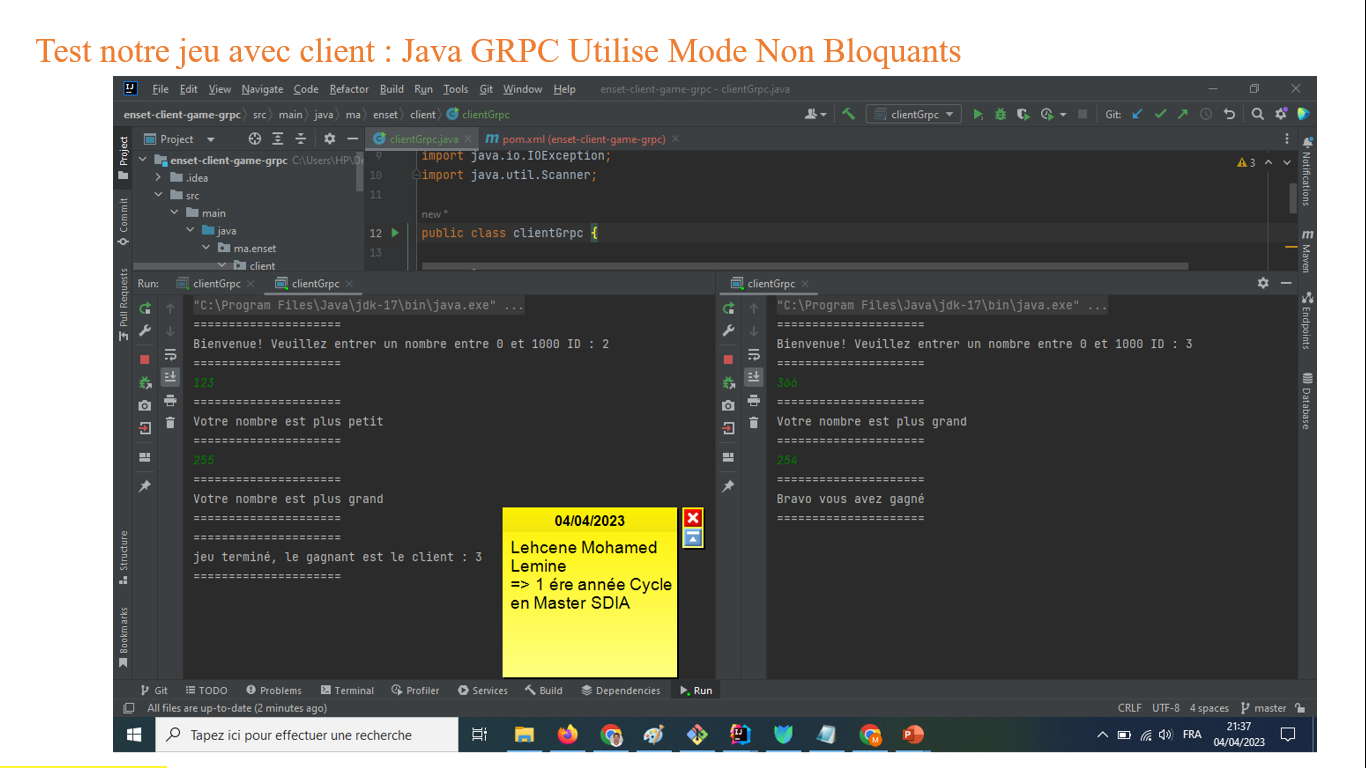 Test notre jeu avec client : Java GRPC Utilise Mode Non Bloquants
File Edit View Navigate Code Refactor Build Run Tools Git Window Help enset-client-game-grpc - clientGrpc.java
enset-client-game-grpc src main java ma enset client clientGrpc
clientGrpc
Git:
Project
clientGrpc.java
pom.xml (enset-client-game-grpc)
enset-client-game-grpc C:\Users\HP\De
.idea
src
main
java
ma.enset
client
9 import java.io.IOException;
10 import java.util.Scanner;
11
new *
12 public class clientGrpc {
13
3
Project
Commit
Pull Requests
Structure
Bookmarks
Notifications
Maven
Endpoints
Database
Run: clientGrpc clientGrpc
"C:\Program Files\Java\jdk-17\bin\java.exe" ...
=====================
Bienvenue! Veuillez entrer un nombre entre 0 et 1000 ID : 2
=====================
123
=====================
Votre nombre est plus petit
=====================
255
=====================
Votre nombre est plus grand
=====================
=====================
jeu terminé, le gagnant est le client : 3
=====================
clientGrpc
"C:\Program Files\Java\jdk-17\bin\java.exe" ...
=====================
Bienvenue! Veuillez entrer un nombre entre 0 et 1000 ID : 3
=====================
366
=====================
Votre nombre est plus grand
=====================
254
=====================
Bravo vous avez gagné
=====================
04/04/2023
Lehcene Mohamed
Lemine
=> 1 ére année Cycle
en Master SDIA
Git TODO Problems Terminal Profiler Services Build Dependencies Run
All files are up-to-date (2 minutes ago)
CRLF UTF-8 4 spaces master
Tapez ici pour effectuer une recherche
FRA
21:37
04/04/2023